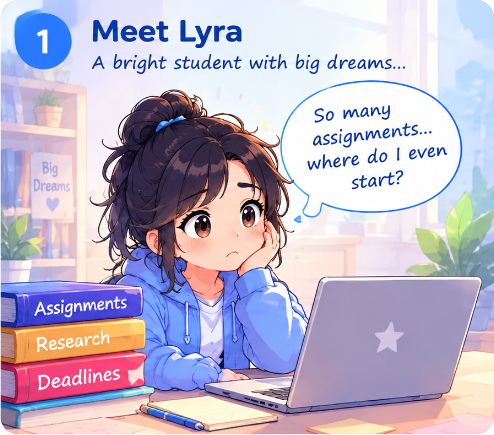 1
Meet Lyra
A bright student with big dreams...
So many
assignments...
where do I even
start?
Big
Dreams
Assignments
Research
Deadlines